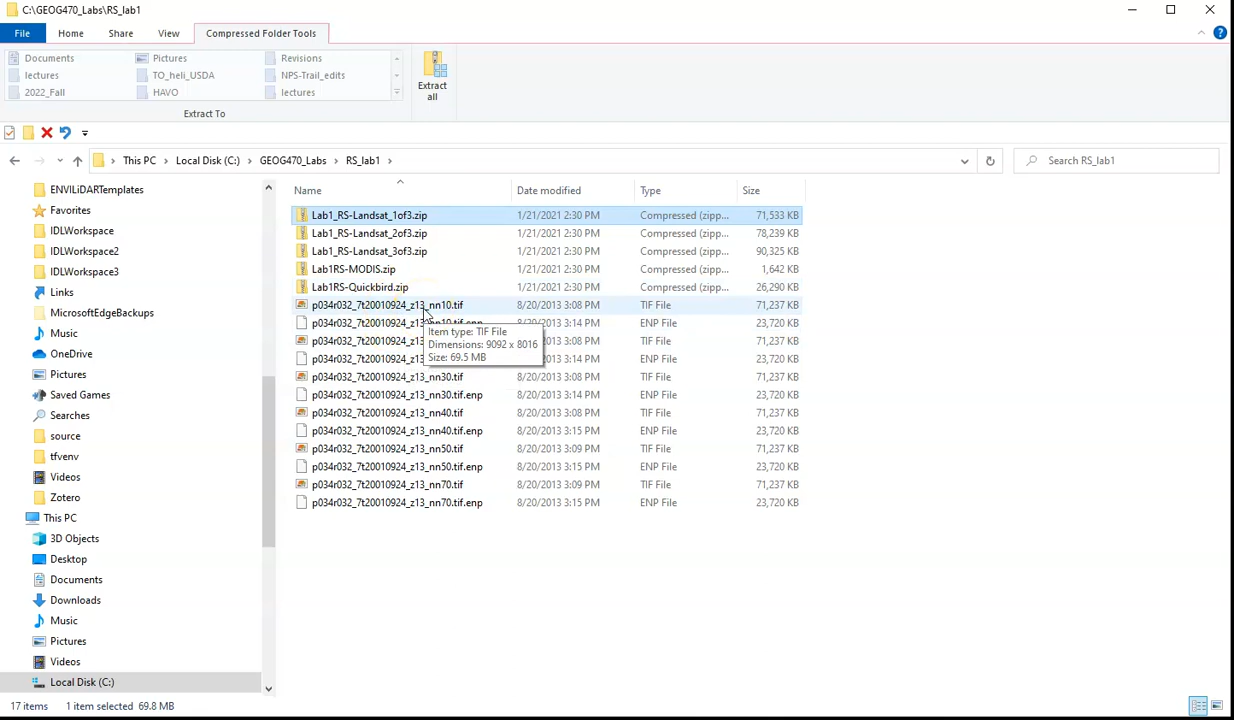 C:\GEOG470_Labs\RS_lab1
File Home Share View Compressed Folder Tools
Documents Pictures Revisions
lectures TO_heli_USDA NPS-Trail_edits
2022_Fall HAVO lectures
Extract all
Extract To
This PC Local Disk (C:) GEOG470_Labs RS_lab1
Search RS_lab1
ENVILiDARTemplates
Favorites
IDLWorkspace
IDLWorkspace2
IDLWorkspace3
Links
MicrosoftEdgeBackups
Music
OneDrive
Pictures
Saved Games
Searches
source
tfvenv
Videos
Zotero
This PC
3D Objects
Desktop
Documents
Downloads
Music
Pictures
Videos
Local Disk (C:)
Name Date modified Type Size
Lab1_RS-Landsat_1of3.zip 1/21/2021 2:30 PM Compressed (zipp... 71,533 KB
Lab1_RS-Landsat_2of3.zip 1/21/2021 2:30 PM Compressed (zipp... 78,239 KB
Lab1_RS-Landsat_3of3.zip 1/21/2021 2:30 PM Compressed (zipp... 90,325 KB
Lab1RS-MODIS.zip 1/21/2021 2:30 PM Compressed (zipp... 1,642 KB
Lab1RS-Quickbird.zip 1/21/2021 2:30 PM Compressed (zipp... 26,290 KB
p034r032_7t20010924_z13_nn10.tif 8/20/2013 3:08 PM TIF File 71,237 KB
p034r032_7t20010924_z13_nn10.tif.enp 8/20/2013 3:14 PM ENP File 23,720 KB
p034r032_7t20010924_z13 8/20/2013 3:08 PM TIF File 71,237 KB
p034r032_7t20010924_z13 8/20/2013 3:14 PM ENP File 23,720 KB
p034r032_7t20010924_z13_nn30.tif 8/20/2013 3:08 PM TIF File 71,237 KB
p034r032_7t20010924_z13_nn30.tif.enp 8/20/2013 3:14 PM ENP File 23,720 KB
p034r032_7t20010924_z13_nn40.tif 8/20/2013 3:08 PM TIF File 71,237 KB
p034r032_7t20010924_z13_nn40.tif.enp 8/20/2013 3:15 PM ENP File 23,720 KB
p034r032_7t20010924_z13_nn50.tif 8/20/2013 3:09 PM TIF File 71,237 KB
p034r032_7t20010924_z13_nn50.tif.enp 8/20/2013 3:15 PM ENP File 23,720 KB
p034r032_7t20010924_z13_nn70.tif 8/20/2013 3:09 PM TIF File 71,237 KB
p034r032_7t20010924_z13_nn70.tif.enp 8/20/2013 3:15 PM ENP File 23,720 KB
Item type: TIF File
Dimensions: 9092 x 8016
Size: 69.5 MB
17 items 1 item selected 69.8 MB